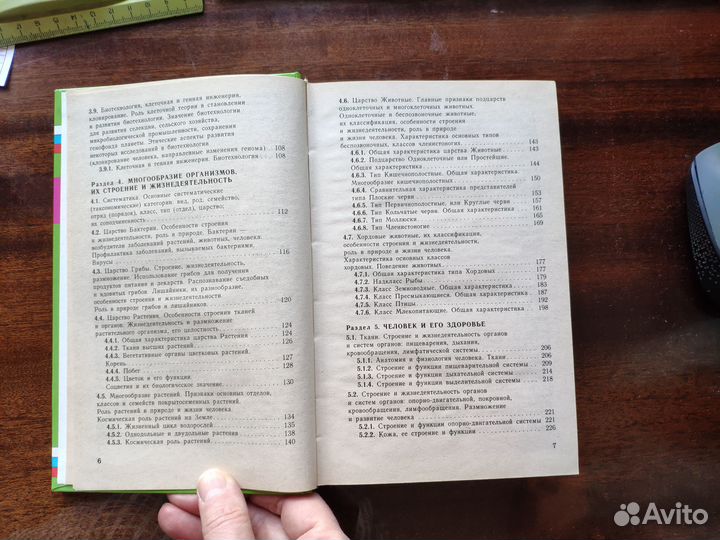 3.9. Биотехнология, клеточная и генная инженерия,
клонирование. Роль клеточной теории в становлении
и развитии биотехнологии. Значение биотехнологии
для развития селекции, сельского хозяйства,
микробиологической промышленности, сохранения
генофонда планеты. Этические аспекты развития
некоторых исследований в биотехнологии
(клонирование человека, направленные изменения генома) . 108
3.9.1. Клеточная и генная инженерия. Биотехнология . . 108
Раздел 4. МНОГООБРАЗИЕ ОРГАНИЗМОВ,
ИХ СТРОЕНИЕ И ЖИЗНЕДЕЯТЕЛЬНОСТЬ
4.1. Систематика. Основные систематические
(таксономические) категории: вид, род, семейство,
отряд (порядок), класс, тип (отдел), царство;
их соподчиненность 112
4.2. Царство Бактерии. Особенности строения
и жизнедеятельности, роль в природе. Бактерии —
возбудители заболеваний растений, животных, человека.
Профилактика заболеваний, вызываемых бактериями.
Вирусы 116
4.3. Царство Грибы. Строение, жизнедеятельность,
размножение. Использование грибов для получения
продуктов питания и лекарств. Распознавание съедобных
и ядовитых грибов. Лишайники, их разнообразие,
особенности строения и жизнедеятельности.
Роль в природе грибов и лишайников 120
4.4. Царство Растения. Особенности строения тканей
и органов. Жизнедеятельность и размножение
растительного организма, его целостность 124
4.4.1. Общая характеристика царства Растения 124
4.4.2. Ткани высших растений 126
4.4.3. Вегетативные органы цветковых растений.
Корень 127
4.4.4. Побег 128
4.4.5. Цветок и его функции.
Соцветия и их биологическое значение 130
4.5. Многообразие растений. Признаки основных отделов,
классов и семейств покрытосеменных растений.
Роль растений в природе и жизни человека.
Космическая роль растений на Земле 134
4.5.1. Жизненный цикл водорослей 135
4.5.2. Однодольные и двудольные растения 138
4.5.3. Космическая роль растений 140
6
4.6. Царство Животные. Главные признаки подцарств
одноклеточных и многоклеточных животных.
Одноклеточные и беспозвоночные животные,
их классификация, особенности строения
и жизнедеятельности, роль в природе
и жизни человека. Характеристика основных типов
беспозвоночных, классов членистоногих 143
4.6.1. Общая характеристика царства Животные 143
4.6.2. Подцарство Одноклеточные или Простейшие.
Общая характеристика 144
4.6.3. Тип Кишечнополостные. Общая характеристика.
Многообразие кишечнополостных 150
4.6.4. Сравнительная характеристика представителей
типа Плоские черви 153
4.6.5. Тип Первичнополостные, или Круглые черви 157
4.6.6. Тип Кольчатые черви. Общая характеристика 161
4.6.7. Тип Моллюски 165
4.6.8. Тип Членистоногие 169
4.7. Хордовые животные, их классификация,
особенности строения и жизнедеятельности,
роль в природе и жизни человека.
Характеристика основных классов
хордовых. Поведение животных 177
4.7.1. Общая характеристика типа Хордовых 177
4.7.2. Надкласс Рыбы 179
4.7.3. Класс Земноводные. Общая характеристика 183
4.7.4. Класс Пресмыкающиеся. Общая характеристика 187
4.7.5. Класс Птицы 192
4.7.6. Класс Млекопитающие. Общая характеристика 198
Раздел 5. ЧЕЛОВЕК И ЕГО ЗДОРОВЬЕ
5.1. Ткани. Строение и жизнедеятельность органов
и систем органов: пищеварения, дыхания,
кровообращения, лимфатической системы 206
5.1.1. Анатомия и физиология человека. Ткани 206
5.1.2. Строение и функции пищеварительной системы 209
5.1.3. Строение и функции дыхательной системы 214
5.1.4. Строение и функции выделительной системы 218
5.2. Строение и жизнедеятельность органов
и систем органов: опорно-двигательной, покровной,
кровообращения, лимфообращения. Размножение
и развитие человека 221
5.2.1. Строение и функции опорно-двигательной системы 221
5.2.2. Кожа, ее строение и функции 226
7
Avito